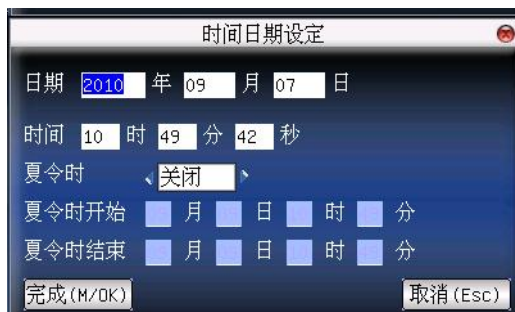 时间日期设定
日期 2010 年 09 月 07 日
时间 10 时 49 分 42 秒
夏令时 关闭
夏令时开始 月 日 时 分
夏令时结束 月 日 时 分
完成(M/OK) 取消(Esc)